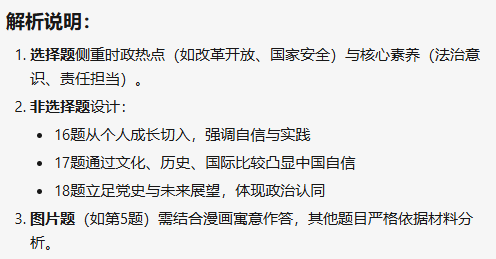 解析说明：
1. 选择题侧重时政热点（如改革开放、国家安全）与核心素养（法治意
识、责任担当）。
2. 非选择题设计：
• 16题从个人成长切入，强调自信与实践
• 17题通过文化、历史、国际比较凸显中国自信
• 18题立足党史与未来展望，体现政治认同
3. 图片题（如第5题）需结合漫画寓意作答，其他题目严格依据材料分
析。